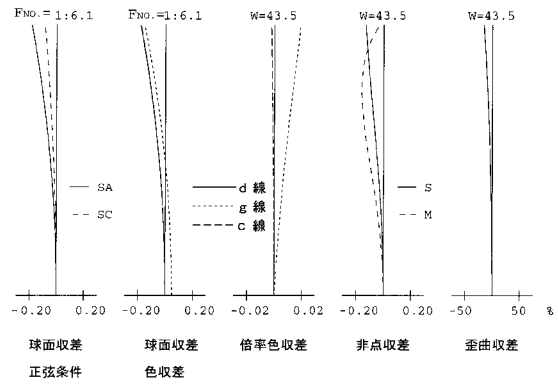 FNO.= 1:6.1
FNO.=1:6.1
W=43.5
W=43.5
W=43.5
SA
SC
d 線
g 線
c 線
S
M
-0.20 0.20
-0.20 0.20
-0.02 0.02
-0.20 0.20
-50 50 %
球面収差
正弦条件
球面収差
色収差
倍率色収差
非点収差
歪曲収差